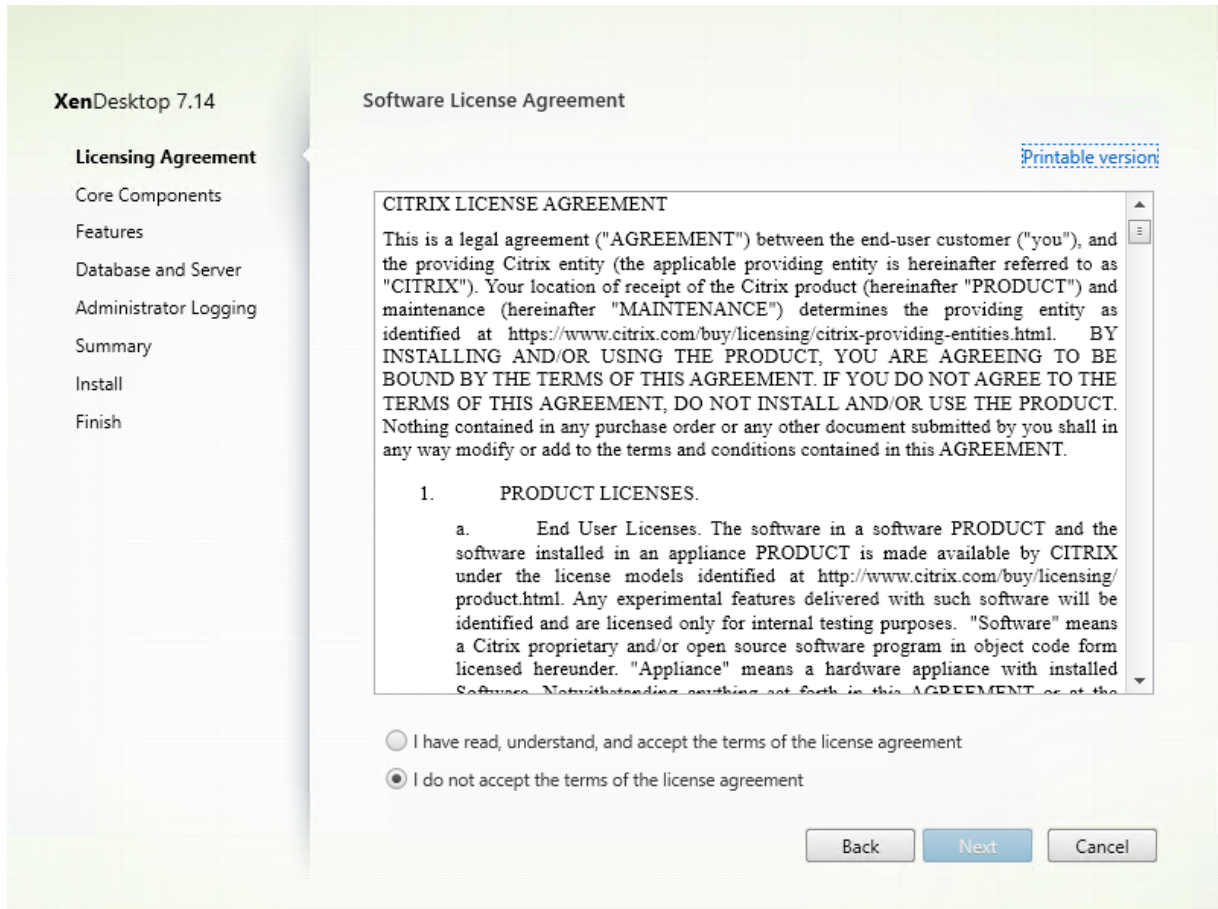 XenDesktop 7.14
Licensing Agreement
Core Components
Features
Database and Server
Administrator Logging
Summary
Install
Finish
Software License Agreement
Printable version
CITRIX LICENSE AGREEMENT
This is a legal agreement ("AGREEMENT") between the end-user customer ("you"), and
the providing Citrix entity (the applicable providing entity is hereinafter referred to as
"CITRIX"). Your location of receipt of the Citrix product (hereinafter "PRODUCT") and
maintenance (hereinafter "MAINTENANCE") determines the providing entity as
identified at https://www.citrix.com/buy/licensing/citrix-providing-entities.html. BY
INSTALLING AND/OR USING THE PRODUCT, YOU ARE AGREEING TO BE
BOUND BY THE TERMS OF THIS AGREEMENT. IF YOU DO NOT AGREE TO THE
TERMS OF THIS AGREEMENT, DO NOT INSTALL AND/OR USE THE PRODUCT.
Nothing contained in any purchase order or any other document submitted by you shall in
any way modify or add to the terms and conditions contained in this AGREEMENT.
1. PRODUCT LICENSES.
a. End User Licenses. The software in a software PRODUCT and the
software installed in an appliance PRODUCT is made available by CITRIX
under the license models identified at http://www.citrix.com/buy/licensing/
product.html. Any experimental features delivered with such software will be
identified and are licensed only for internal testing purposes. "Software" means
a Citrix proprietary and/or open source software program in object code form
licensed hereunder. "Appliance" means a hardware appliance with installed
Software. Notwithstanding anything set forth in this AGREEMENT or at the
I have read, understand, and accept the terms of the license agreement
I do not accept the terms of the license agreement
Back
Next
Cancel